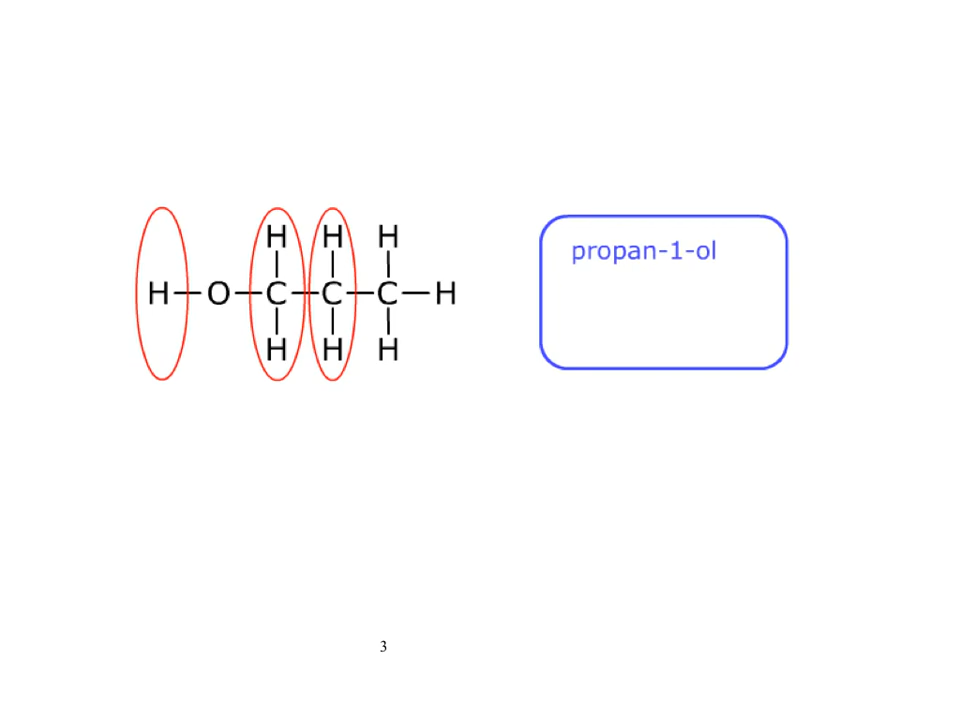 H H H
H O C C C H
H H H
propan-1-ol
3